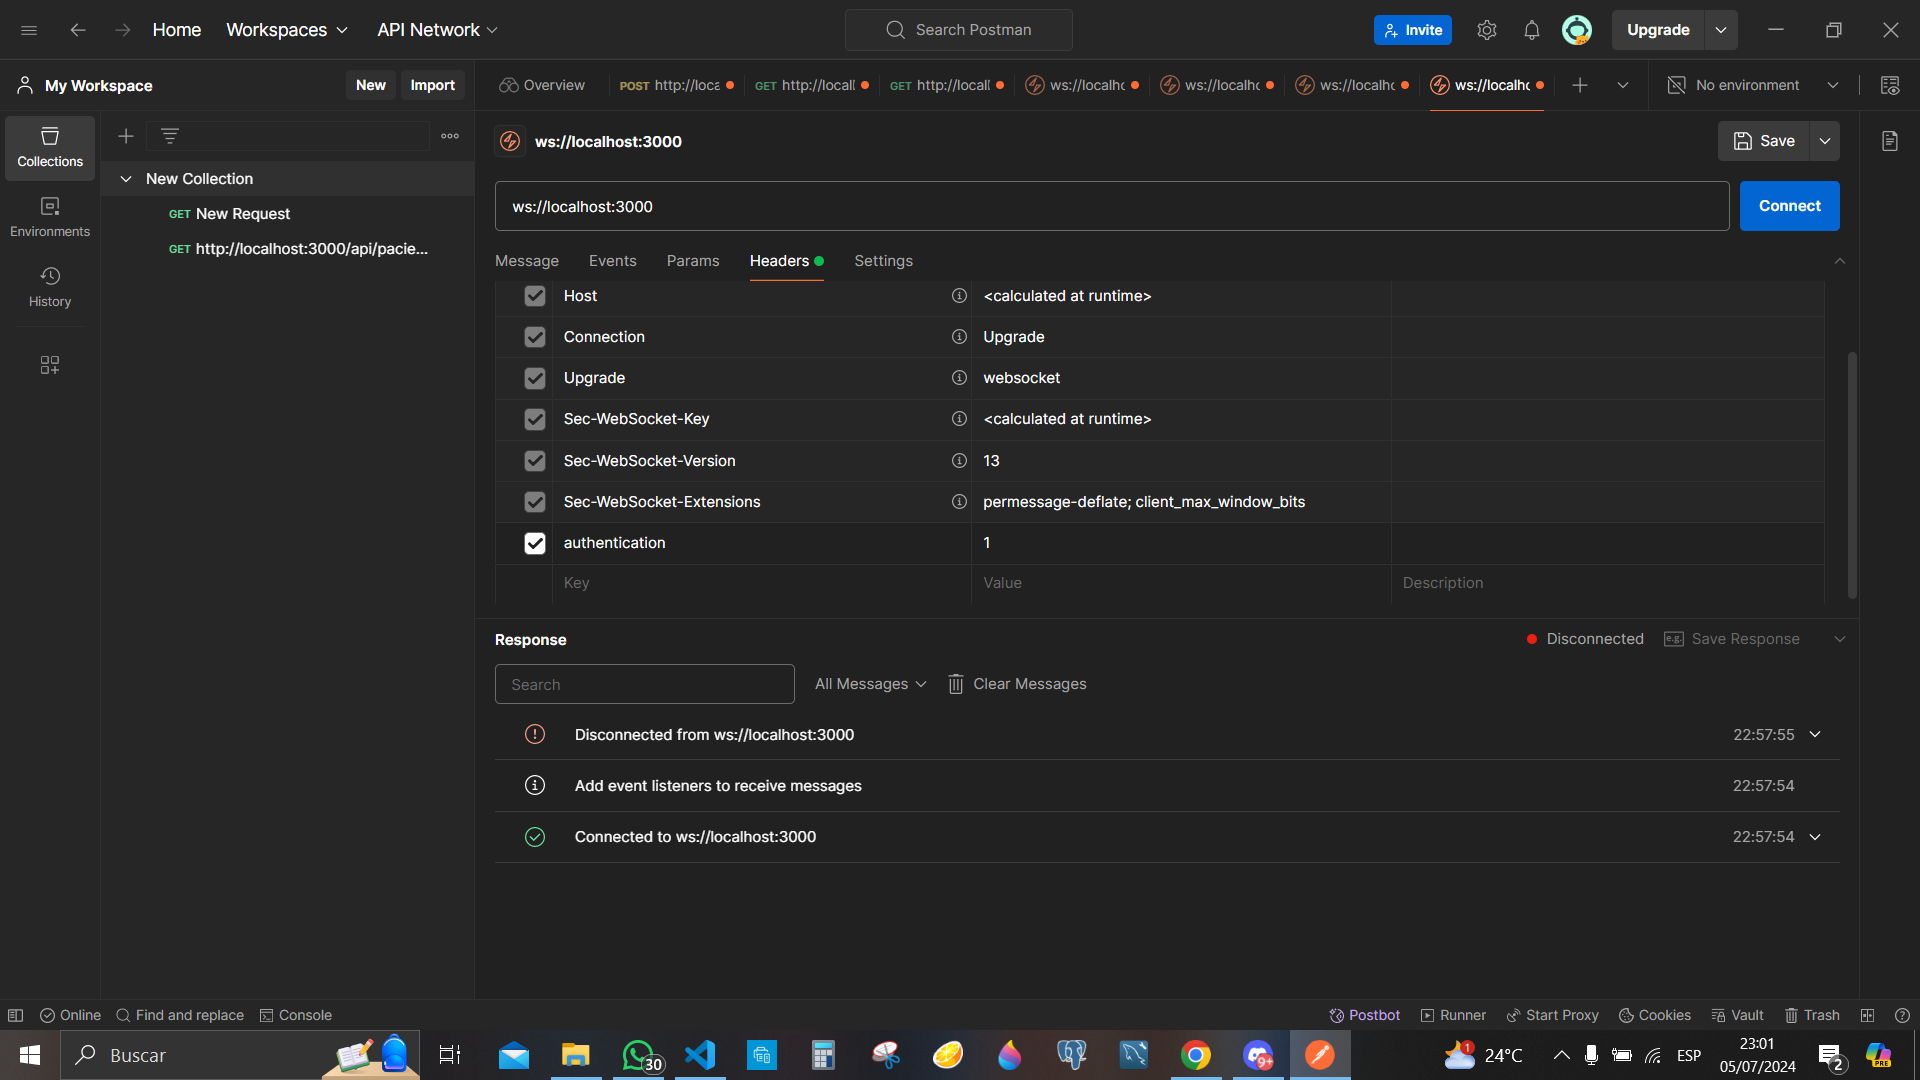 Home Workspaces API Network Search Postman Invite Upgrade
My Workspace New Import Overview POST http://loca GET http://locall GET http://locall ws://localhc ws://localhc ws://localhc ws://localhc No environment
Collections
Environments
History
New Collection
GET New Request
GET http://localhost:3000/api/pacie...
ws://localhost:3000 Save
ws://localhost:3000 Connect
Message Events Params Headers Settings
Host <calculated at runtime>
Connection Upgrade
Upgrade websocket
Sec-WebSocket-Key <calculated at runtime>
Sec-WebSocket-Version 13
Sec-WebSocket-Extensions permessage-deflate; client_max_window_bits
authentication 1
Key Value Description
Response Disconnected e.g. Save Response
Search All Messages Clear Messages
Disconnected from ws://localhost:3000 22:57:55
Add event listeners to receive messages 22:57:54
Connected to ws://localhost:3000 22:57:54
Online Find and replace Console Postbot Runner Start Proxy Cookies Vault Trash
Buscar 30 9+ 1 24°C ESP 23:01 2 PRE
05/07/2024